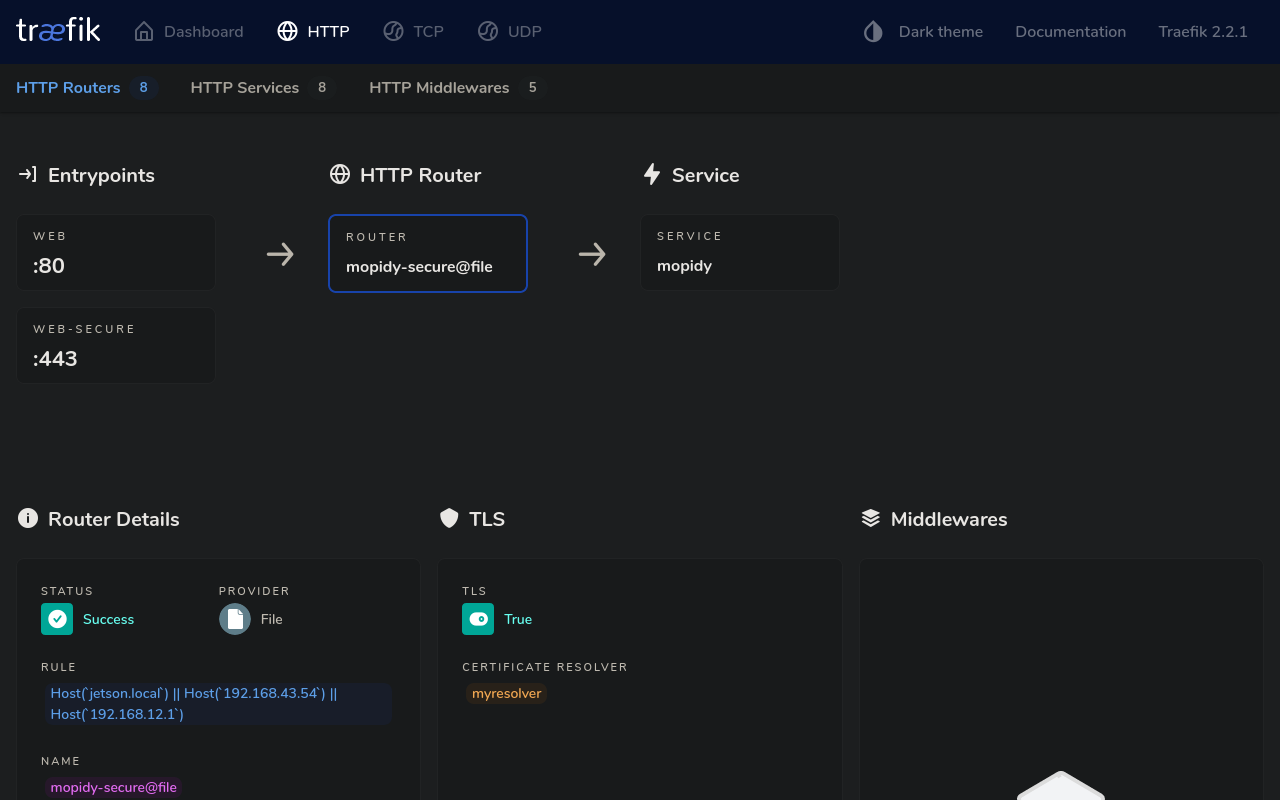 træfik
Dashboard
HTTP
TCP
UDP
Dark theme
Documentation
Traefik 2.2.1
HTTP Routers 8
HTTP Services 8
HTTP Middlewares 5
Entrypoints
HTTP Router
Service
WEB
:80
ROUTER
mopidy-secure@file
SERVICE
mopidy
WEB-SECURE
:443
Router Details
TLS
Middlewares
STATUS
Success
PROVIDER
File
RULE
Host(`jetson.local`) || Host(`192.168.43.54`) ||
Host(`192.168.12.1`)
NAME
mopidy-secure@file
TLS
True
CERTIFICATE RESOLVER
myresolver